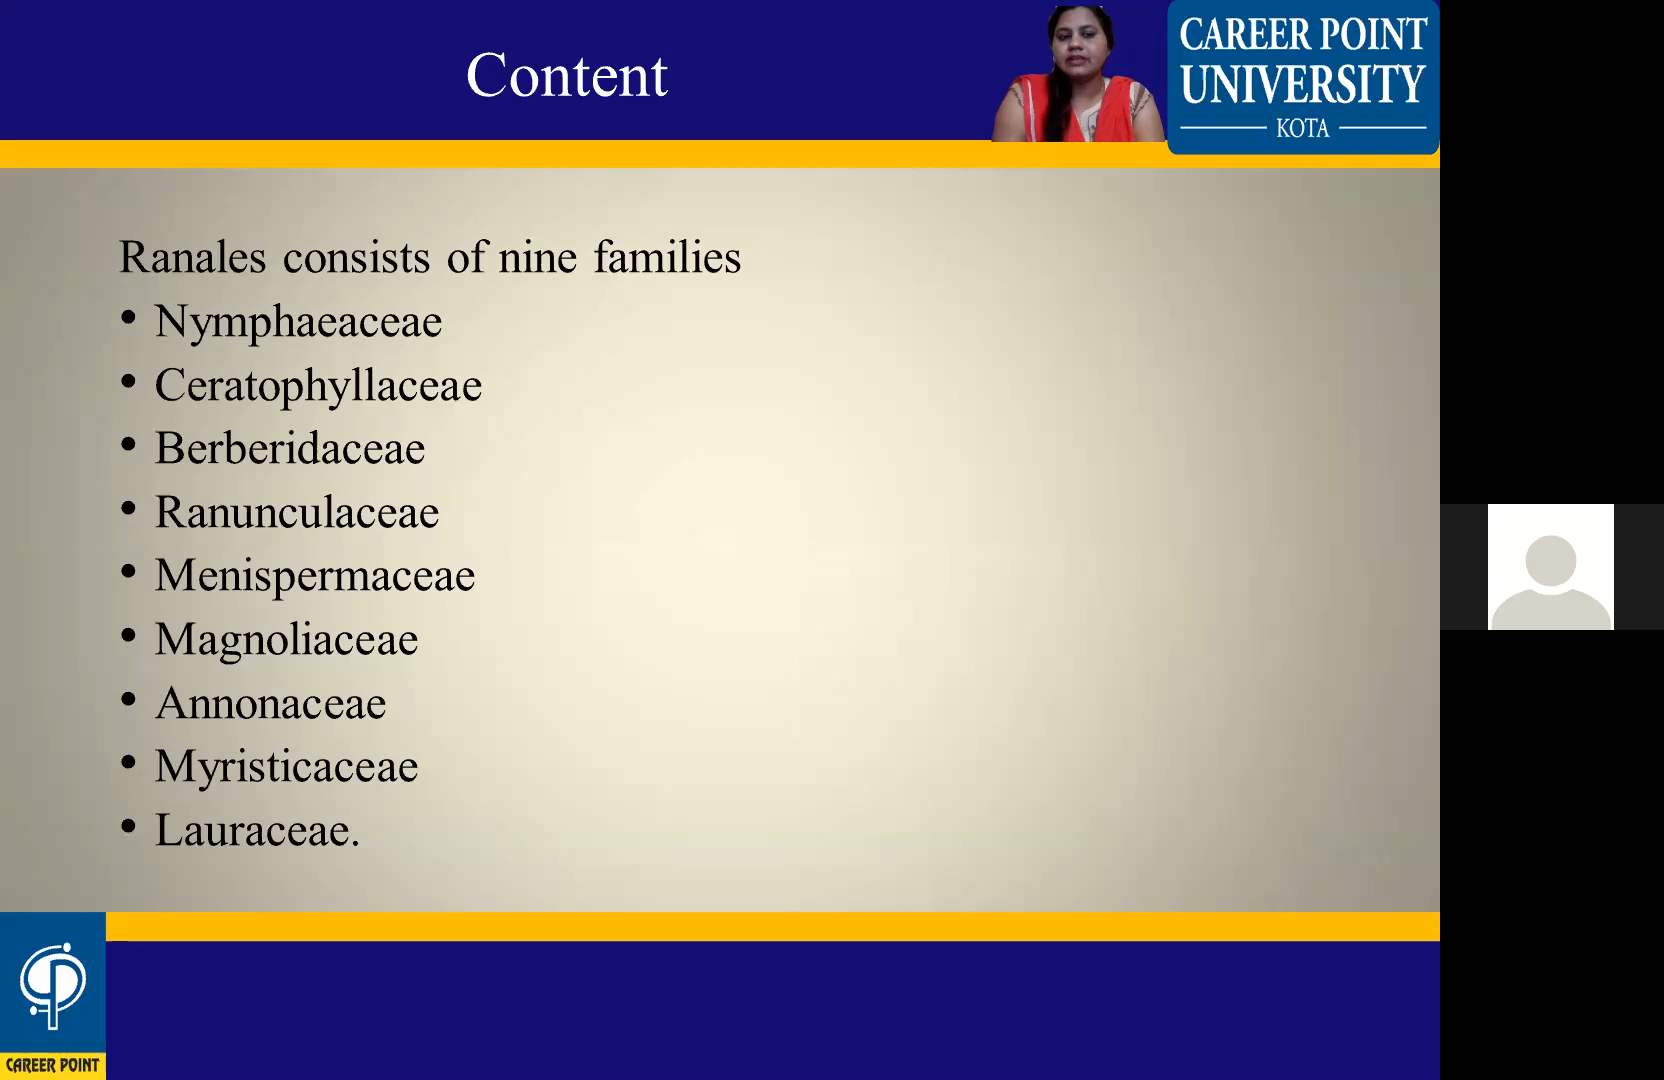 Content
CAREER POINT
UNIVERSITY
KOTA
Ranales consists of nine families
• Nymphaeaceae
• Ceratophyllaceae
• Berberidaceae
• Ranunculaceae
• Menispermaceae
• Magnoliaceae
• Annonaceae
• Myristicaceae
• Lauraceae.
CAREER POINT